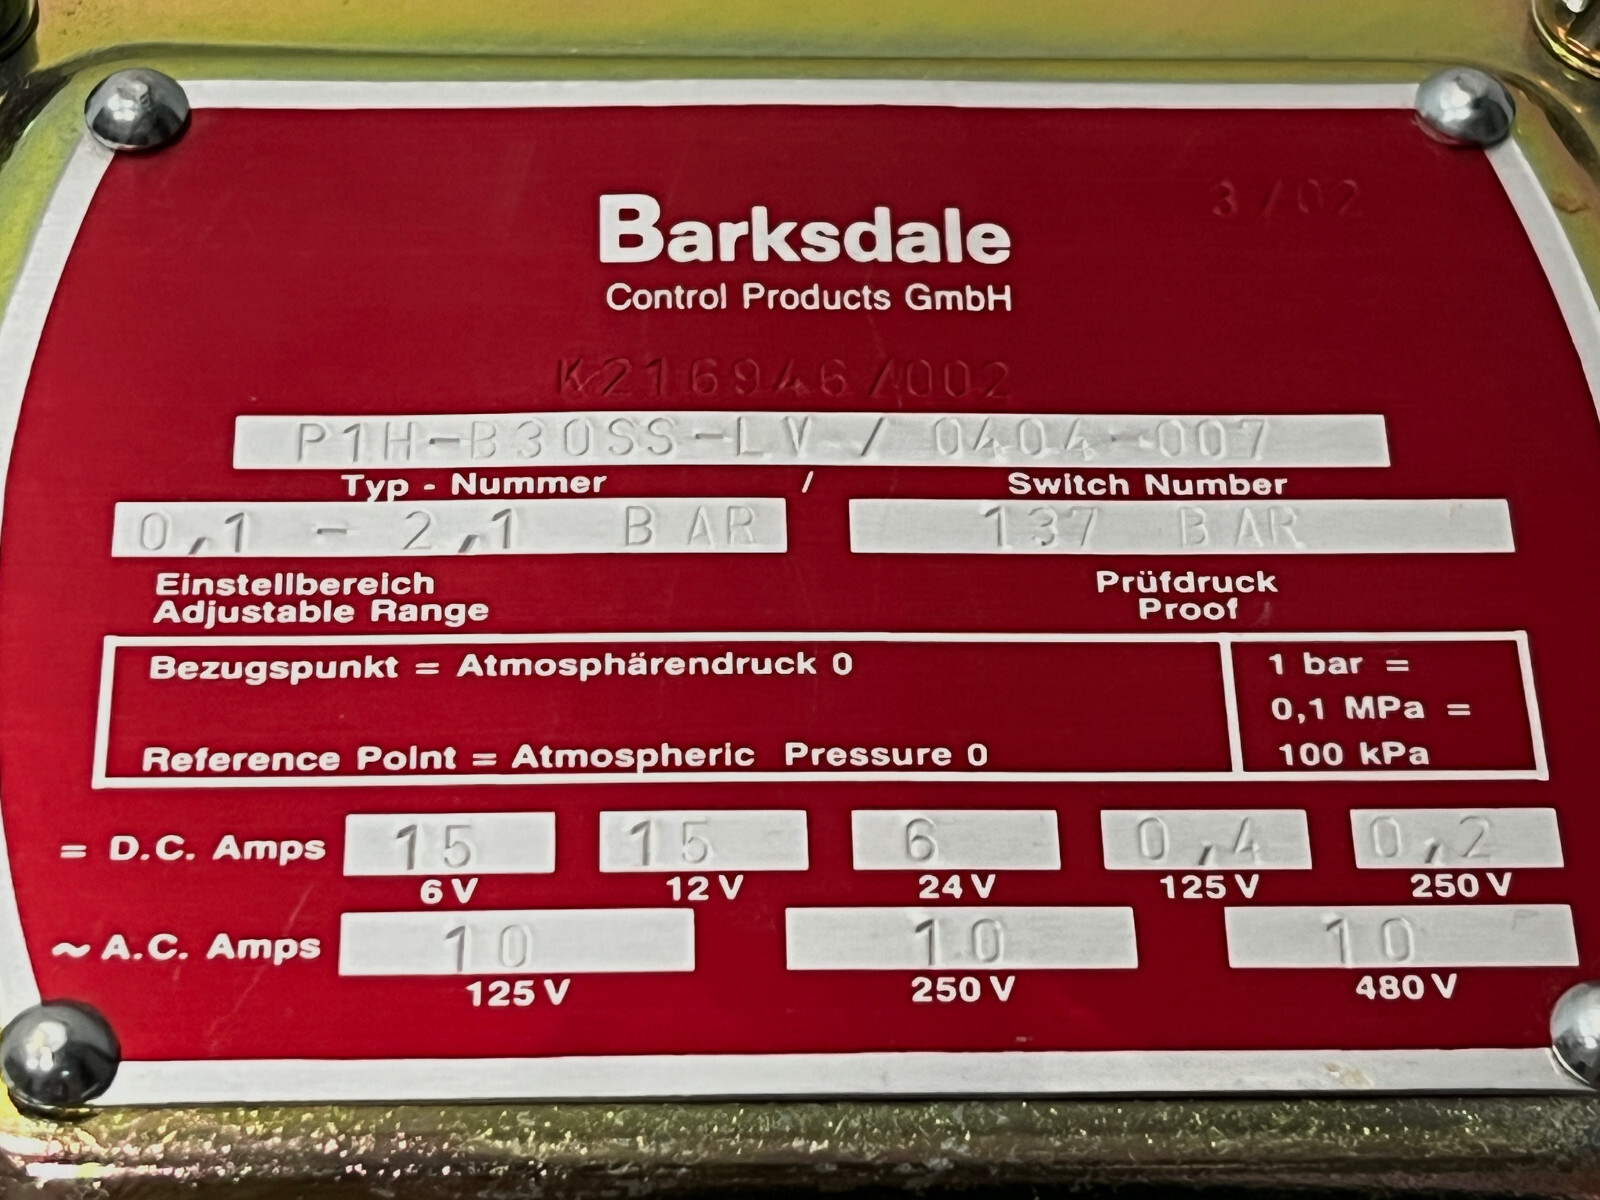 3/02
Barksdale
Control Products GmbH
K216946/002
P1H-B30SS-LV / 0404-007
Typ - Nummer / Switch Number
0,1 - 2,1 BAR 137 BAR
Einstellbereich Prüfdruck
Adjustable Range Proof
Bezugspunkt = Atmosphärendruck 0 1 bar =
0,1 MPa =
Reference Point = Atmospheric Pressure 0 100 kPa
= D.C. Amps 15 15 6 0,4 0,2
6 V 12 V 24 V 125 V 250 V
~ A.C. Amps 10 10 10
125 V 250 V 480 V